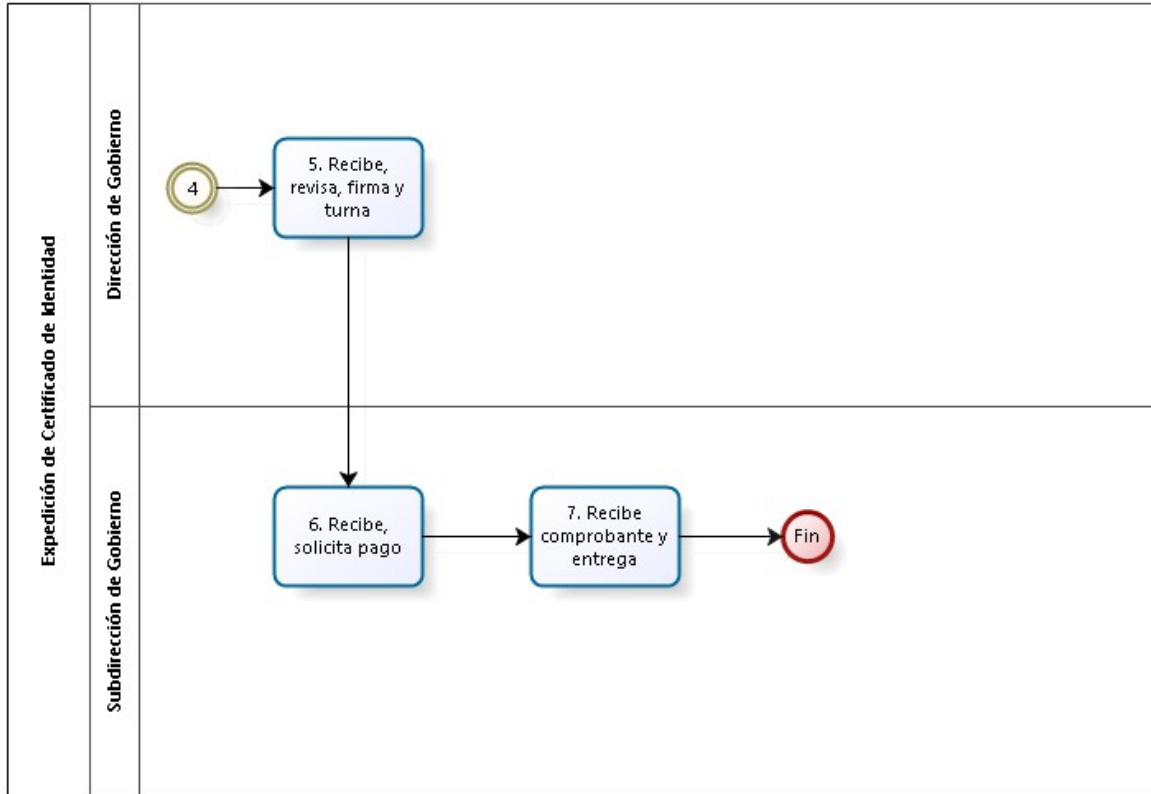 Expedición de Certificado de Identidad
Dirección de Gobierno
4
5. Recibe,
revisa, firma y
turna
Subdirección de Gobierno
6. Recibe,
solicita pago
7. Recibe
comprobante y
entrega
Fin